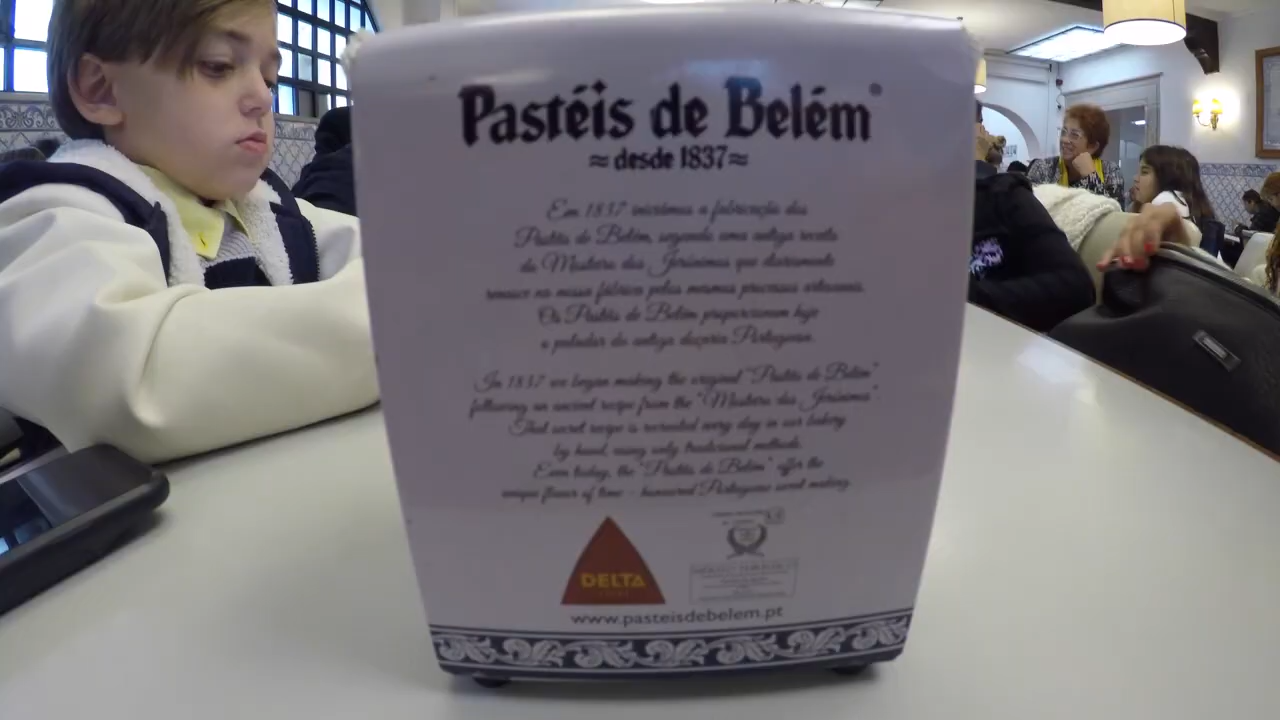 Pastéis de Belém®
≈ desde 1837 ≈
Em 1837 iniciámos a fabricação dos
Pastéis de Belém, segundo uma antiga receita
do Mosteiro dos Jerónimos que diariamente
renasce na nossa fábrica pelos mesmos processos artesanais.
Os Pastéis de Belém proporcionam hoje
o paladar da antiga doçaria Portuguesa.
In 1837 we began making the original "Pastéis de Belém"
following an ancient recipe from the "Mosteiro dos Jerónimos".
That secret recipe is recreated every day in our bakery
by hand, using only traditional methods.
Even today, the "Pastéis de Belém" offer the
unique flavor of time - honoured Portuguese sweet making.
DELTA
www.pasteisdebelem.pt